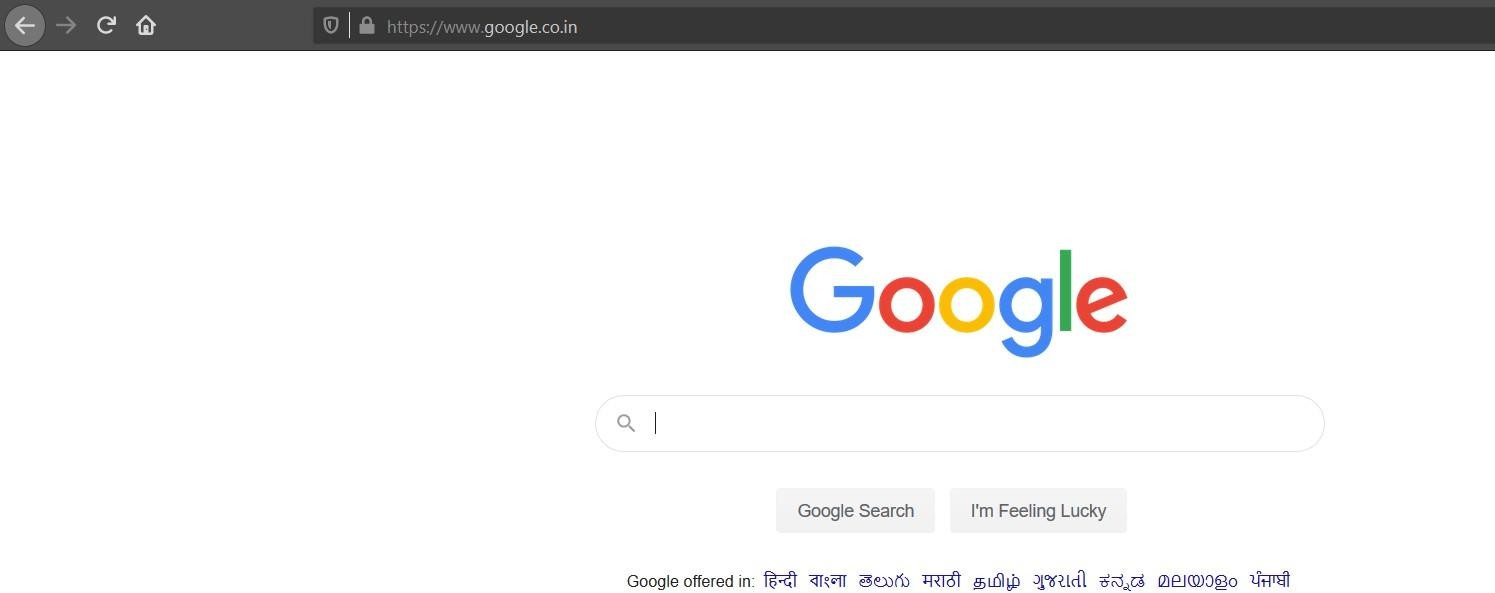 https://www.google.co.in
Google
Google Search I'm Feeling Lucky
Google offered in: हिन्दी বাংলা తెలుగు मराठी தமிழ் ગુજરાતી ಕನ್ನಡ മലയാളം ਪੰਜਾਬੀ